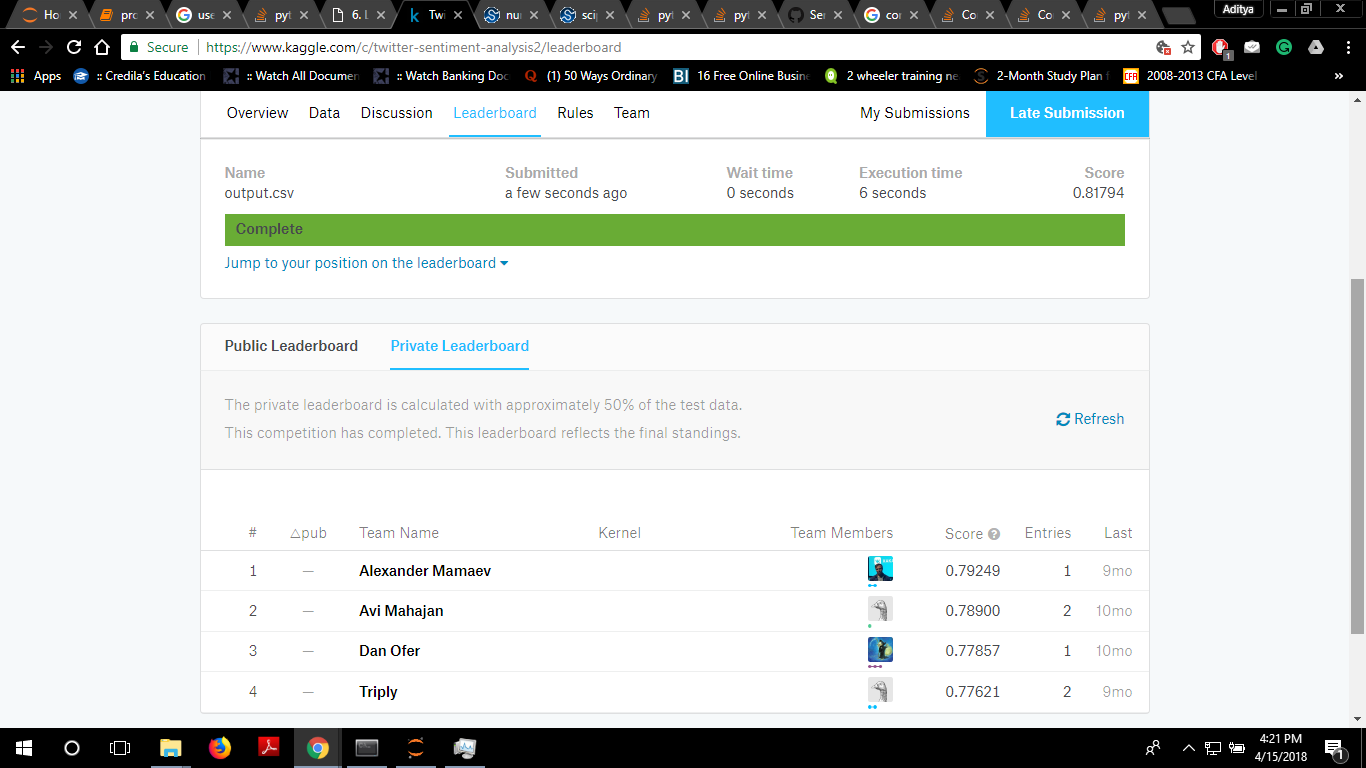 Ho pro use pyt 6. L Twi nur scip pyt pyt Se cor Co Co pyt Aditya
Secure https://www.kaggle.com/c/twitter-sentiment-analysis2/leaderboard 1
Apps :: Credila's Education :: Watch All Documen :: Watch Banking Doc (1) 50 Ways Ordinary BI 16 Free Online Busine 2 wheeler training ne 2-Month Study Plan f CFA 2008-2013 CFA Level »
Overview Data Discussion Leaderboard Rules Team My Submissions Late Submission
Name Submitted Wait time Execution time Score
output.csv a few seconds ago 0 seconds 6 seconds 0.81794
Complete
Jump to your position on the leaderboard
Public Leaderboard Private Leaderboard
The private leaderboard is calculated with approximately 50% of the test data.
This competition has completed. This leaderboard reflects the final standings.
Refresh
# △pub Team Name Kernel Team Members Score Entries Last
1 — Alexander Mamaev 0.79249 1 9mo
2 — Avi Mahajan 0.78900 2 10mo
3 — Dan Ofer 0.77857 1 10mo
4 — Triply 0.77621 2 9mo
4:21 PM
4/15/2018
1